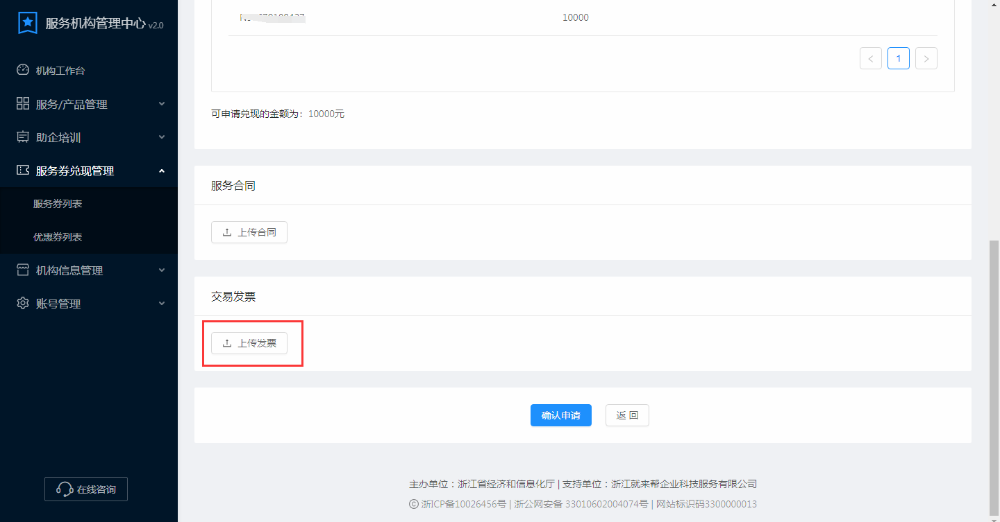 服务机构管理中心 v2.0
机构工作台
服务/产品管理
助企培训
服务券兑现管理
服务券列表
优惠券列表
机构信息管理
账号管理
在线咨询
10000
< 1 >
可申请兑现的金额为：10000元
服务合同
上传合同
交易发票
上传发票
确认申请 返 回
主办单位：浙江省经济和信息化厅 | 支持单位：浙江就来帮企业科技服务有限公司
© 浙ICP备10026456号 | 浙公网安备 33010602004074号 | 网站标识码3300000013